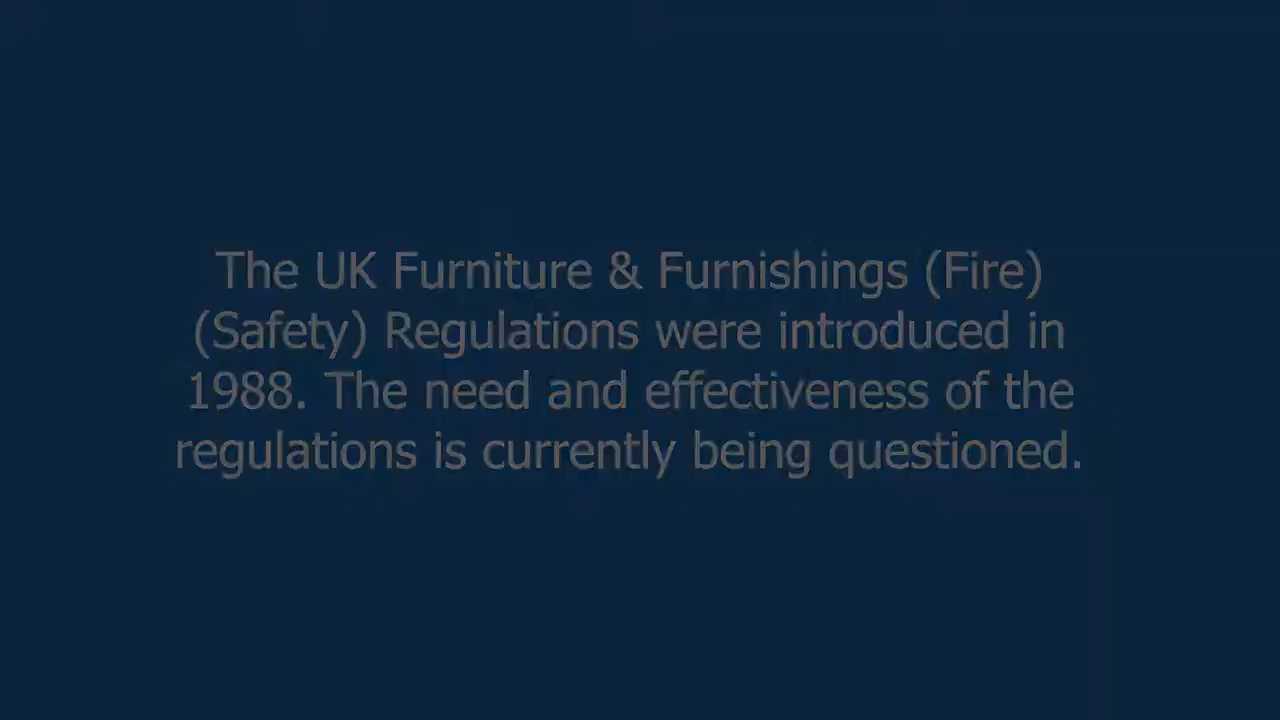 The UK Furniture & Furnishings (Fire)
(Safety) Regulations were introduced in
1988. The need and effectiveness of the
regulations is currently being questioned.